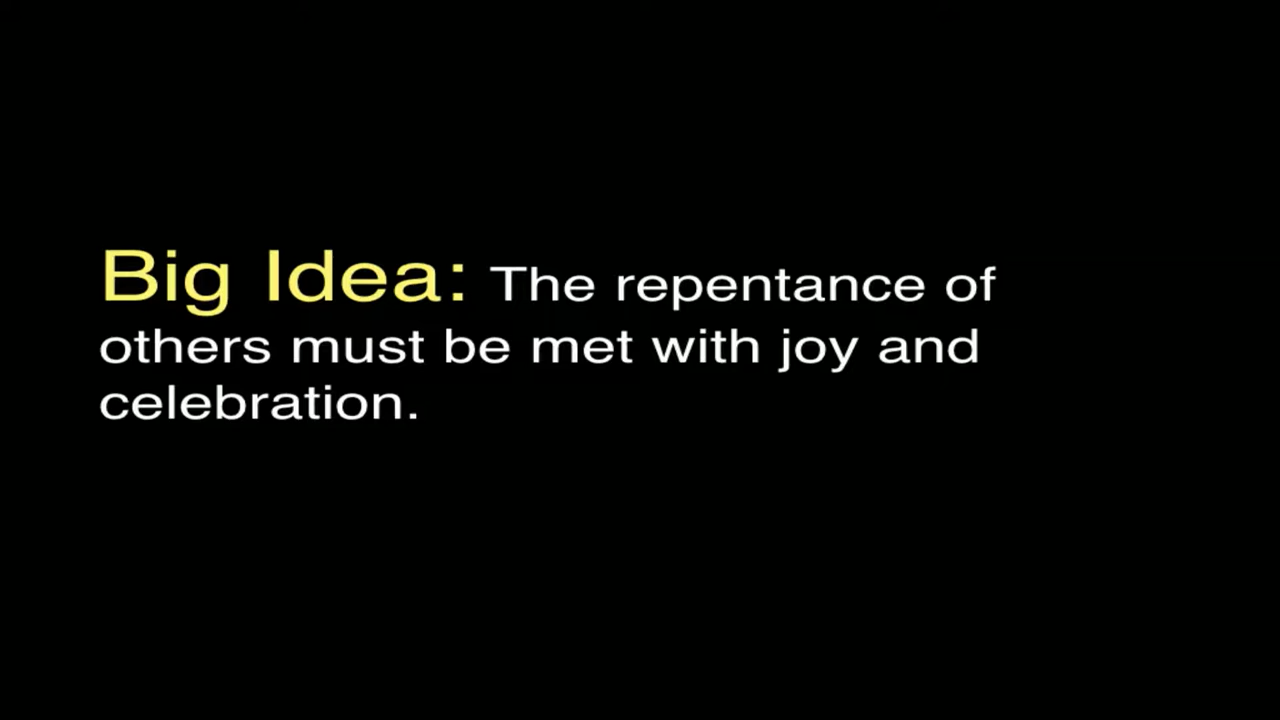 Big Idea: The repentance of
others must be met with joy and
celebration.